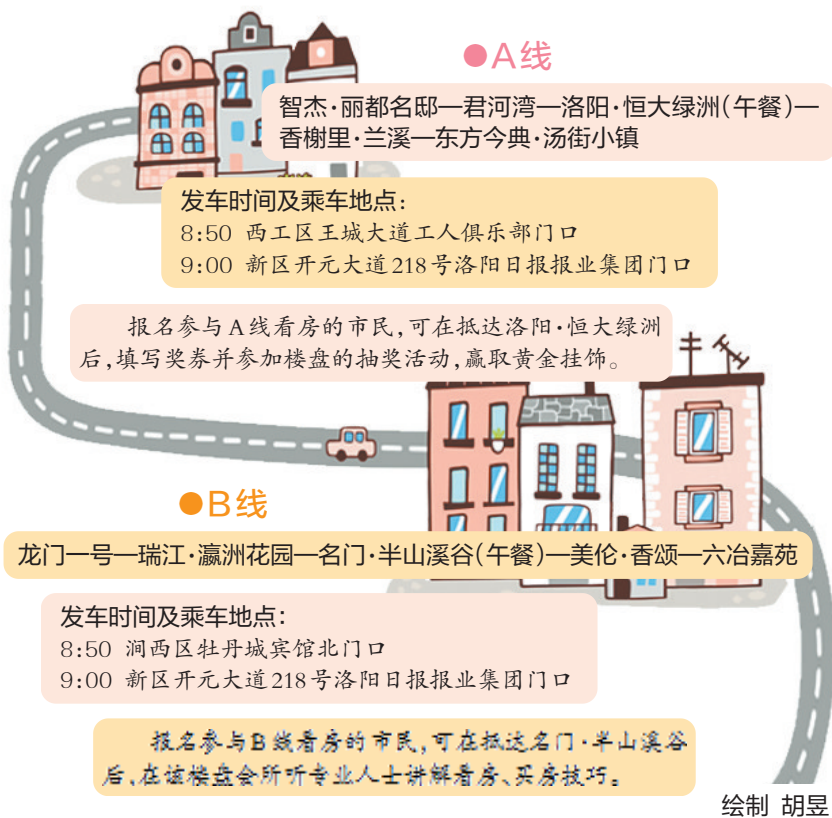 ●A线
智杰·丽都名邸—君河湾—洛阳·恒大绿洲(午餐)—
香榭里·兰溪—东方今典·汤街小镇
发车时间及乘车地点:
8:50 西工区王城大道工人俱乐部门口
9:00 新区开元大道218号洛阳日报报业集团门口
报名参与A线看房的市民,可在抵达洛阳·恒大绿洲
后,填写奖券并参加楼盘的抽奖活动,赢取黄金挂饰。
●B线
龙门一号—瑞江·瀛洲花园—名门·半山溪谷(午餐)—美伦·香颂—六冶嘉苑
发车时间及乘车地点:
8:50 涧西区牡丹城宾馆北门口
9:00 新区开元大道218号洛阳日报报业集团门口
报名参与B线看房的市民,可在抵达名门·半山溪谷
后,在该楼盘会所听专业人士讲解看房、买房技巧。
绘制 胡昱